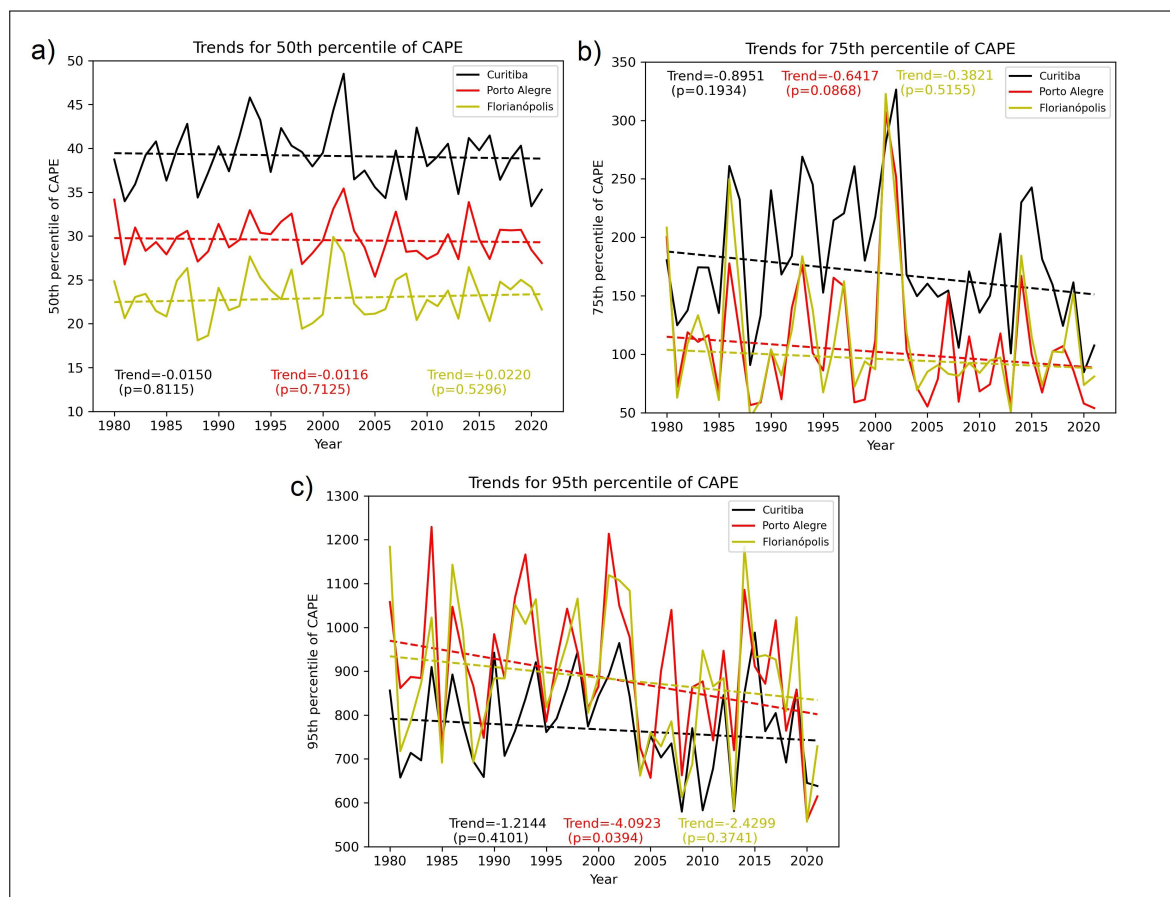 a)
Trends for 50th percentile of CAPE
50
45
40
35
30
25
20
15
10
50th percentile of CAPE
Curitiba
Porto Alegre
Florianópolis
Trend=-0.0150 Trend=-0.0116 Trend=+0.0220
(p=0.8115) (p=0.7125) (p=0.5296)
1980 1985 1990 1995 2000 2005 2010 2015 2020
Year
b)
Trends for 75th percentile of CAPE
350
300
250
200
150
100
50
75th percentile of CAPE
Trend=-0.8951 Trend=-0.6417 Trend=-0.3821
(p=0.1934) (p=0.0868) (p=0.5155)
Curitiba
Porto Alegre
Florianópolis
1980 1985 1990 1995 2000 2005 2010 2015 2020
Year
c)
Trends for 95th percentile of CAPE
1300
1200
1100
1000
900
800
700
600
500
95th percentile of CAPE
Curitiba
Porto Alegre
Florianópolis
Trend=-1.2144 Trend=-4.0923 Trend=-2.4299
(p=0.4101) (p=0.0394) (p=0.3741)
1980 1985 1990 1995 2000 2005 2010 2015 2020
Year